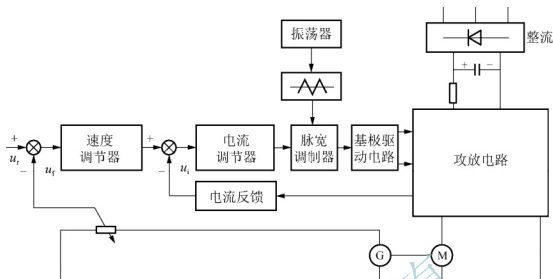 振荡器
整流
+ −
+
u_r
−
u_f
速度
调节器
+
−
u_i
电流
调节器
脉宽
调制器
基极驱
动电路
攻放电路
电流反馈
G
M